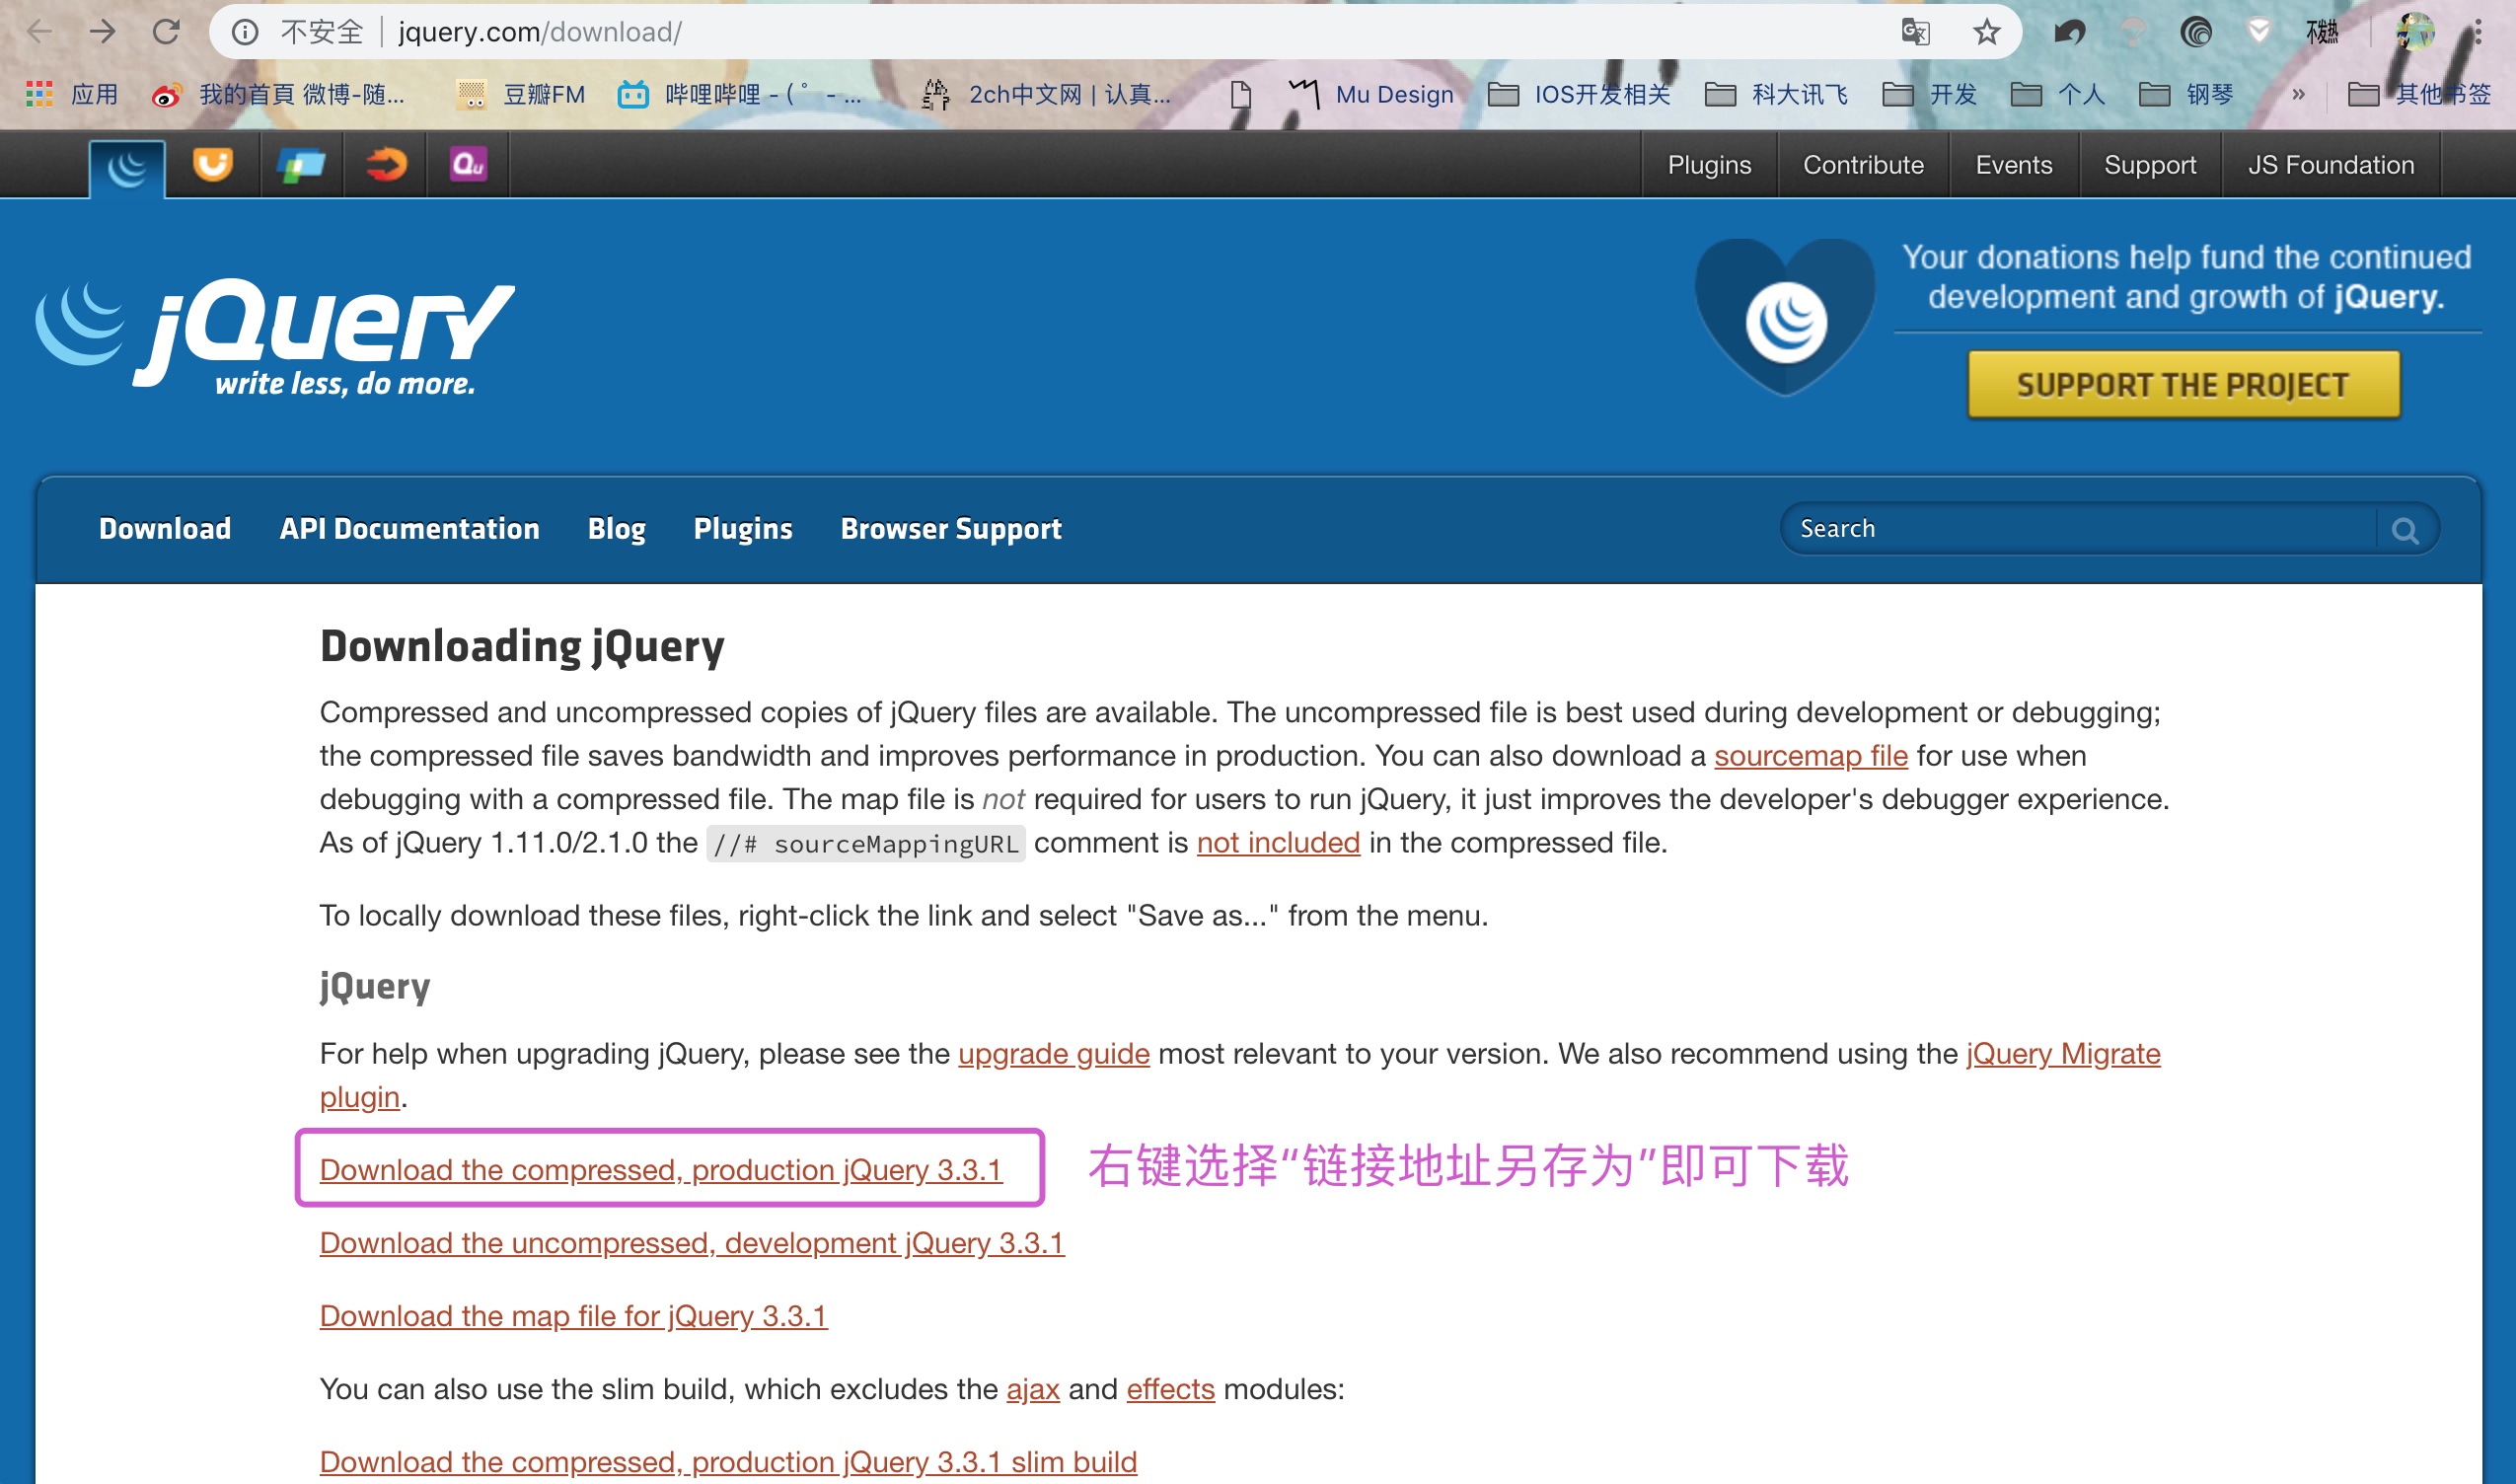 不安全 jquery.com/download/ 不发热
应用 我的首頁 微博-随... 豆瓣FM 哔哩哔哩 - ( ゜ - ... 2ch中文网 | 认真... Mu Design IOS开发相关 科大讯飞 开发 个人 钢琴 » 其他书签
Qu Plugins Contribute Events Support JS Foundation
jQuery
write less, do more.
Your donations help fund the continued
development and growth of jQuery.
SUPPORT THE PROJECT
Download API Documentation Blog Plugins Browser Support Search
Downloading jQuery
Compressed and uncompressed copies of jQuery files are available. The uncompressed file is best used during development or debugging;
the compressed file saves bandwidth and improves performance in production. You can also download a sourcemap file for use when
debugging with a compressed file. The map file is not required for users to run jQuery, it just improves the developer's debugger experience.
As of jQuery 1.11.0/2.1.0 the //# sourceMappingURL comment is not included in the compressed file.
To locally download these files, right-click the link and select "Save as..." from the menu.
jQuery
For help when upgrading jQuery, please see the upgrade guide most relevant to your version. We also recommend using the jQuery Migrate
plugin.
Download the compressed, production jQuery 3.3.1 右键选择“链接地址另存为”即可下载
Download the uncompressed, development jQuery 3.3.1
Download the map file for jQuery 3.3.1
You can also use the slim build, which excludes the ajax and effects modules:
Download the compressed, production jQuery 3.3.1 slim build